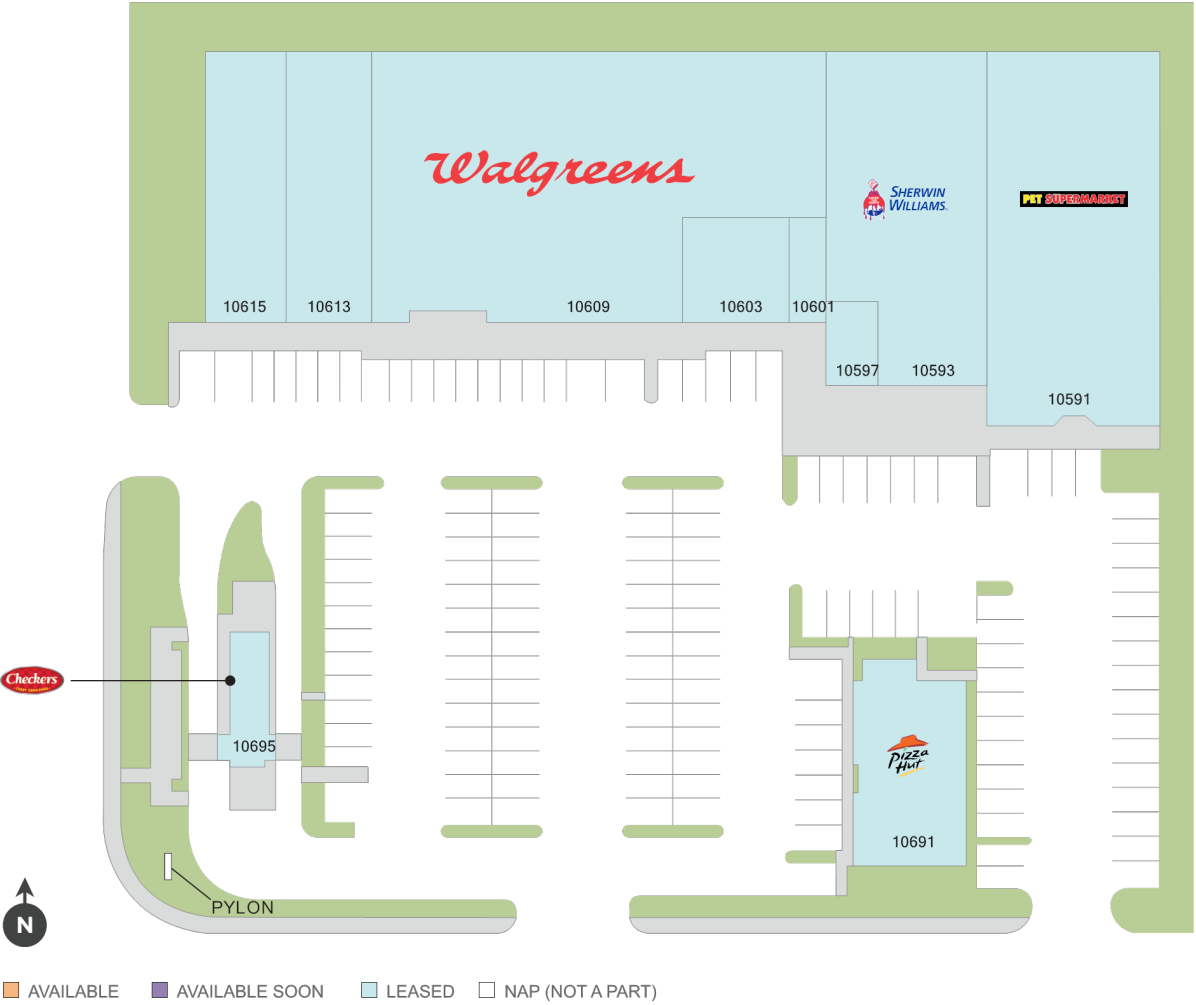 Walgreens
SHERWIN
WILLIAMS.
PET SUPERMARKET
10615
10613
10609
10603
10601
10597
10593
10591
Checkers
10695
Pizza
Hut
10691
PYLON
N
AVAILABLE
AVAILABLE SOON
LEASED
NAP (NOT A PART)